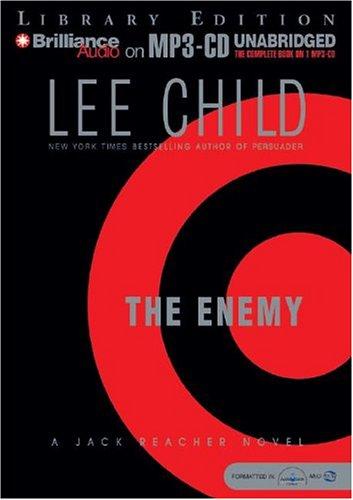 LIBRARY EDITION
Brilliance Audio on MP3-CD UNABRIDGED
THE COMPLETE BOOK ON 1 MP3-CD
LEE CHILD
NEW YORK TIMES BESTSELLING AUTHOR OF PERSUADER
THE ENEMY
A JACK REACHER NOVEL
FORMATTED IN AND